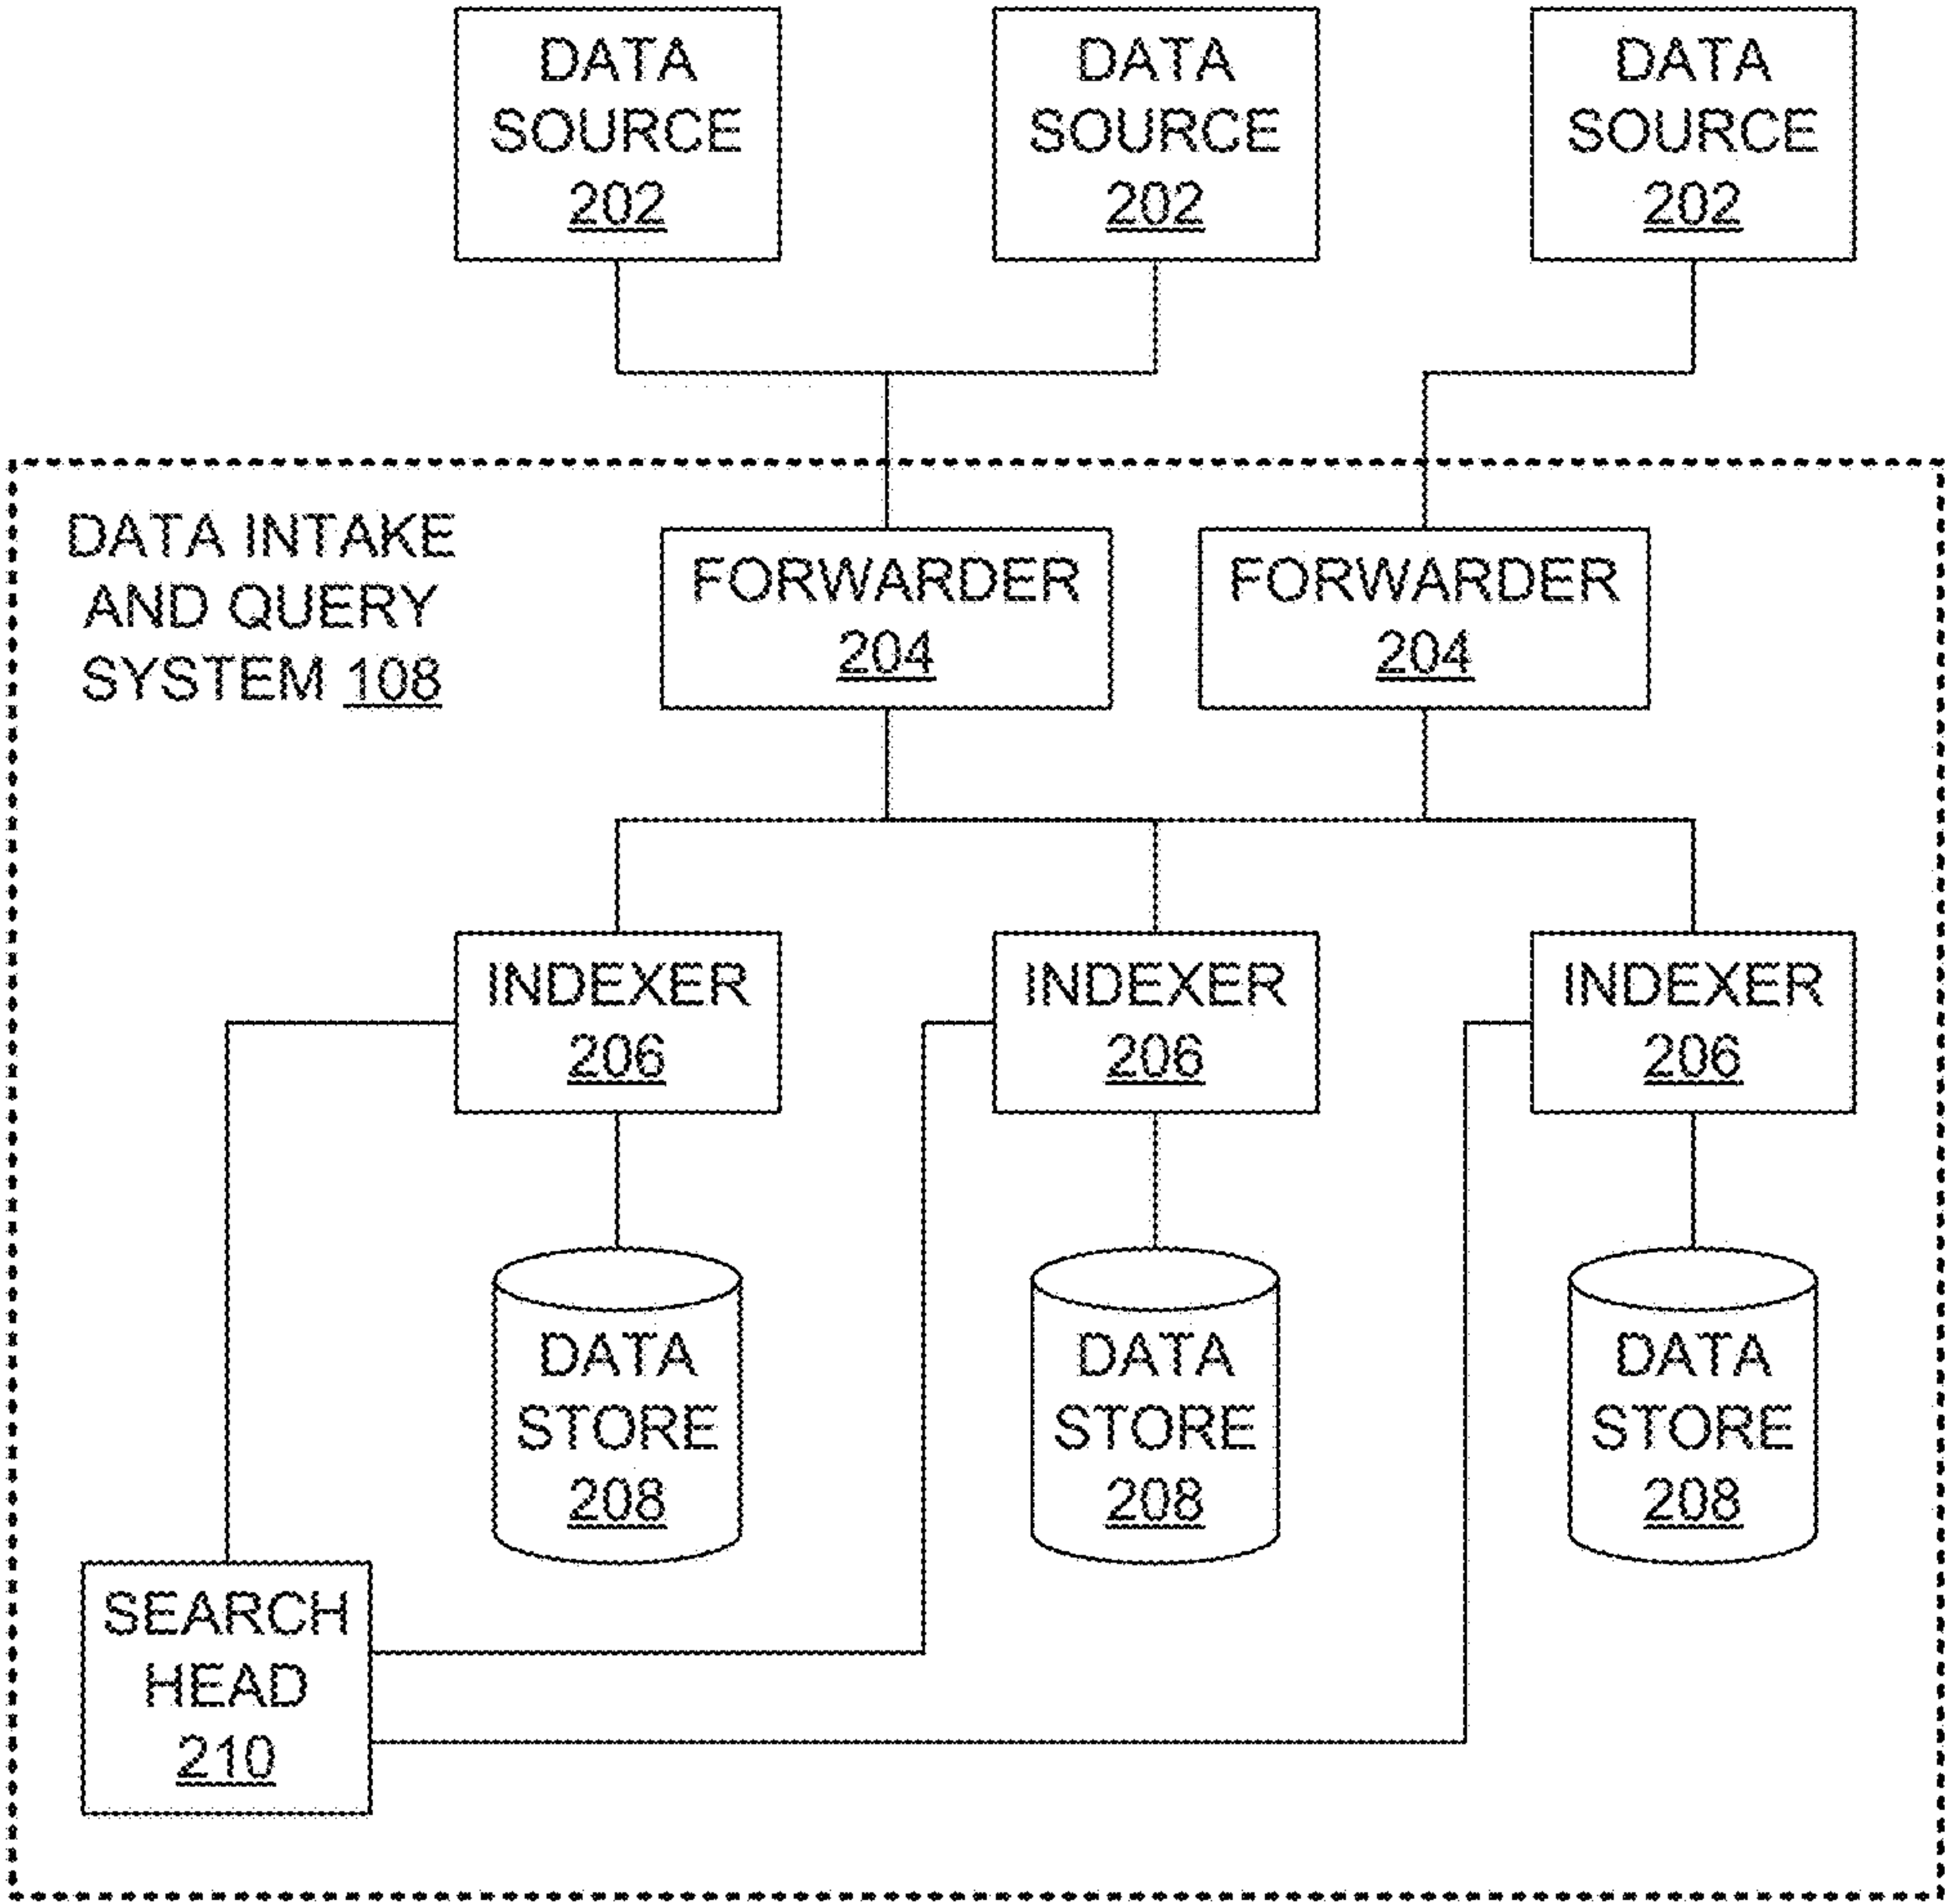 DATA
SOURCE
202
DATA
SOURCE
202
DATA
SOURCE
202
DATA INTAKE
AND QUERY
SYSTEM 108
FORWARDER
204
FORWARDER
204
INDEXER
206
INDEXER
206
INDEXER
206
DATA
STORE
208
DATA
STORE
208
DATA
STORE
208
SEARCH
HEAD
210